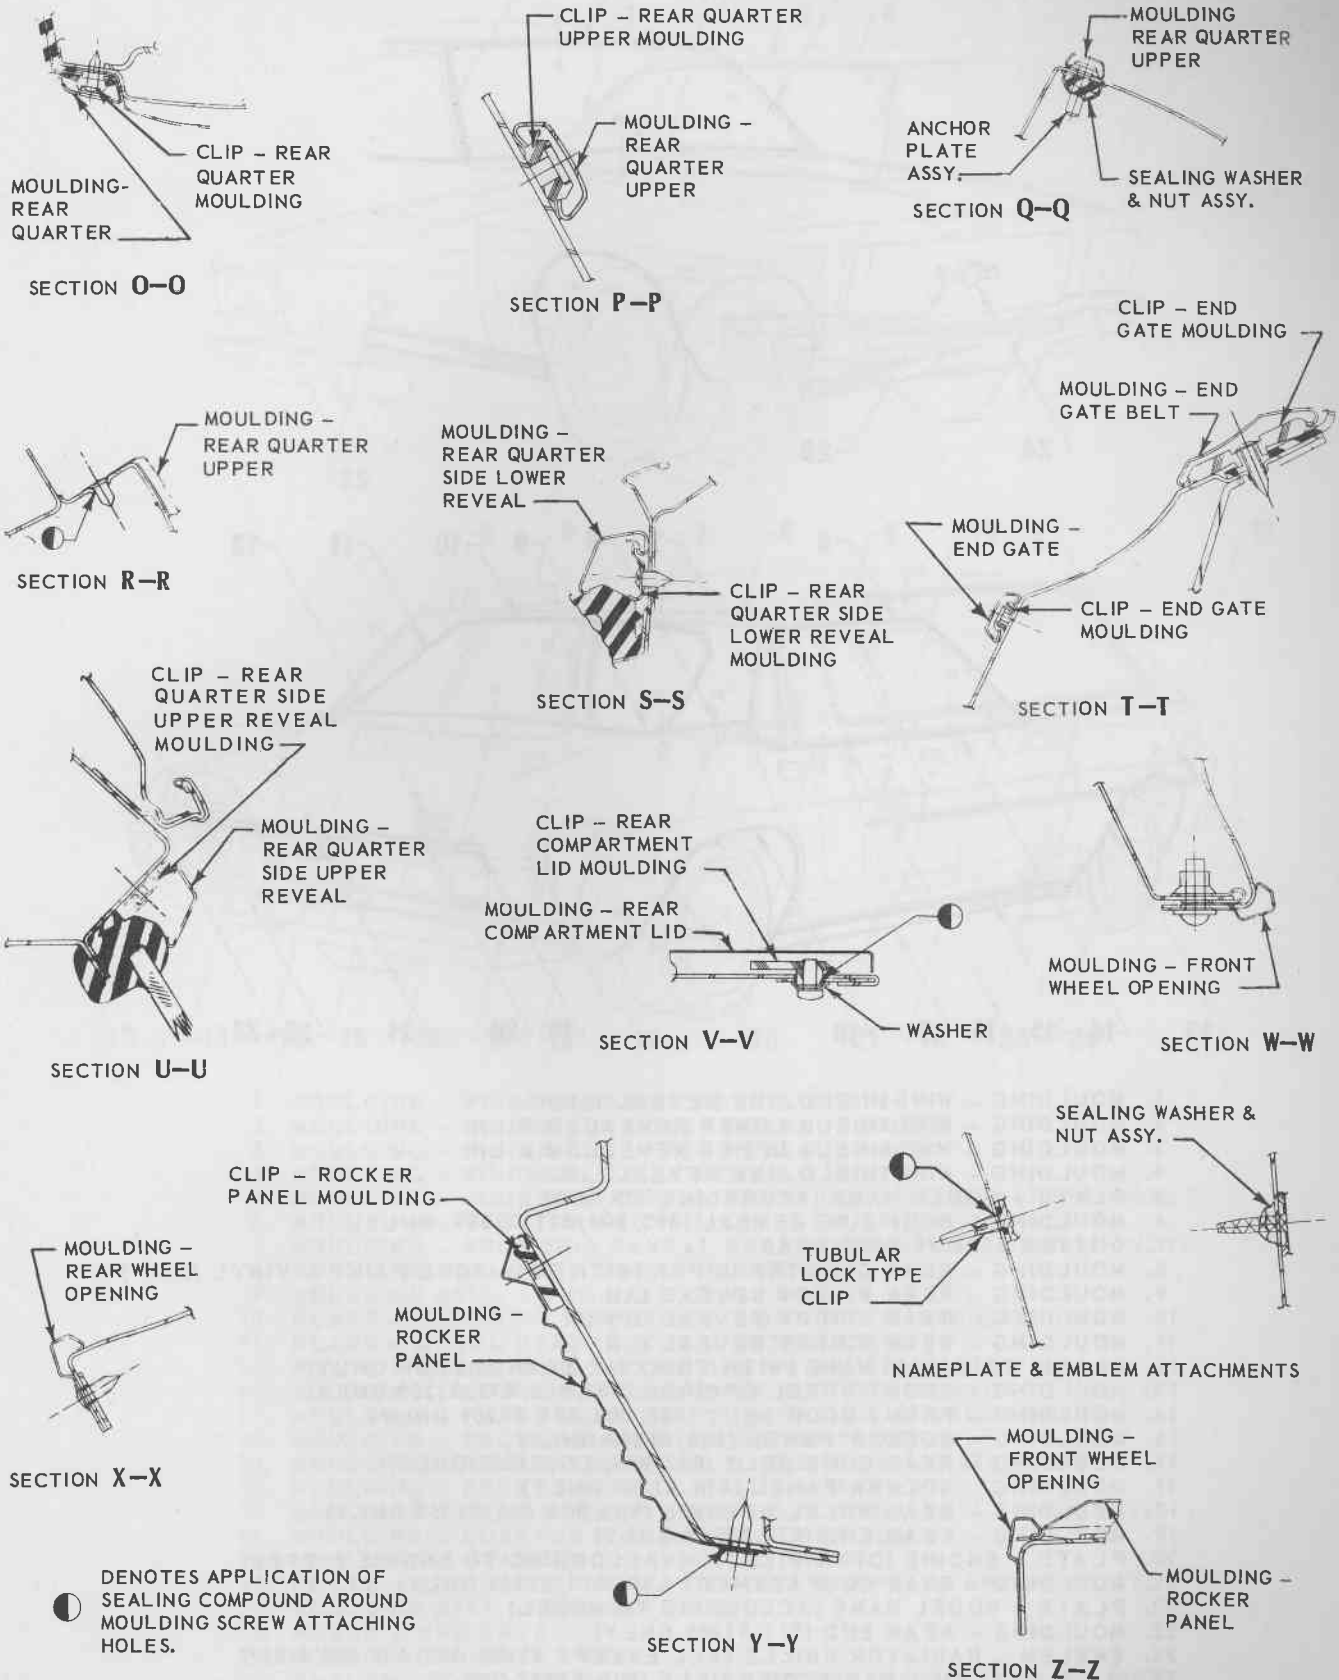 CLIP – REAR QUARTER
UPPER MOULDING
MOULDING
REAR QUARTER
UPPER
CLIP – REAR
QUARTER
MOULDING
MOULDING-
REAR
QUARTER
SECTION O–O
MOULDING –
REAR
QUARTER
UPPER
SECTION P–P
ANCHOR
PLATE
ASSY.
SEALING WASHER
& NUT ASSY.
SECTION Q–Q
MOULDING –
REAR QUARTER
UPPER
SECTION R–R
MOULDING –
REAR QUARTER
SIDE LOWER
REVEAL
CLIP – REAR
QUARTER SIDE
LOWER REVEAL
MOULDING
SECTION S–S
CLIP – END
GATE MOULDING
MOULDING – END
GATE BELT
MOULDING –
END GATE
CLIP – END GATE
MOULDING
SECTION T–T
CLIP – REAR
QUARTER SIDE
UPPER REVEAL
MOULDING
MOULDING –
REAR QUARTER
SIDE UPPER
REVEAL
SECTION U–U
CLIP – REAR
COMPARTMENT
LID MOULDING
MOULDING – REAR
COMPARTMENT LID
WASHER
SECTION V–V
MOULDING – FRONT
WHEEL OPENING
SECTION W–W
MOULDING –
REAR WHEEL
OPENING
SECTION X–X
CLIP – ROCKER
PANEL MOULDING
MOULDING –
ROCKER
PANEL
SECTION Y–Y
SEALING WASHER &
NUT ASSY.
TUBULAR
LOCK TYPE
CLIP
NAMEPLATE & EMBLEM ATTACHMENTS
MOULDING –
FRONT WHEEL
OPENING
MOULDING –
ROCKER
PANEL
SECTION Z–Z
DENOTES APPLICATION OF
SEALING COMPOUND AROUND
MOULDING SCREW ATTACHING
HOLES.